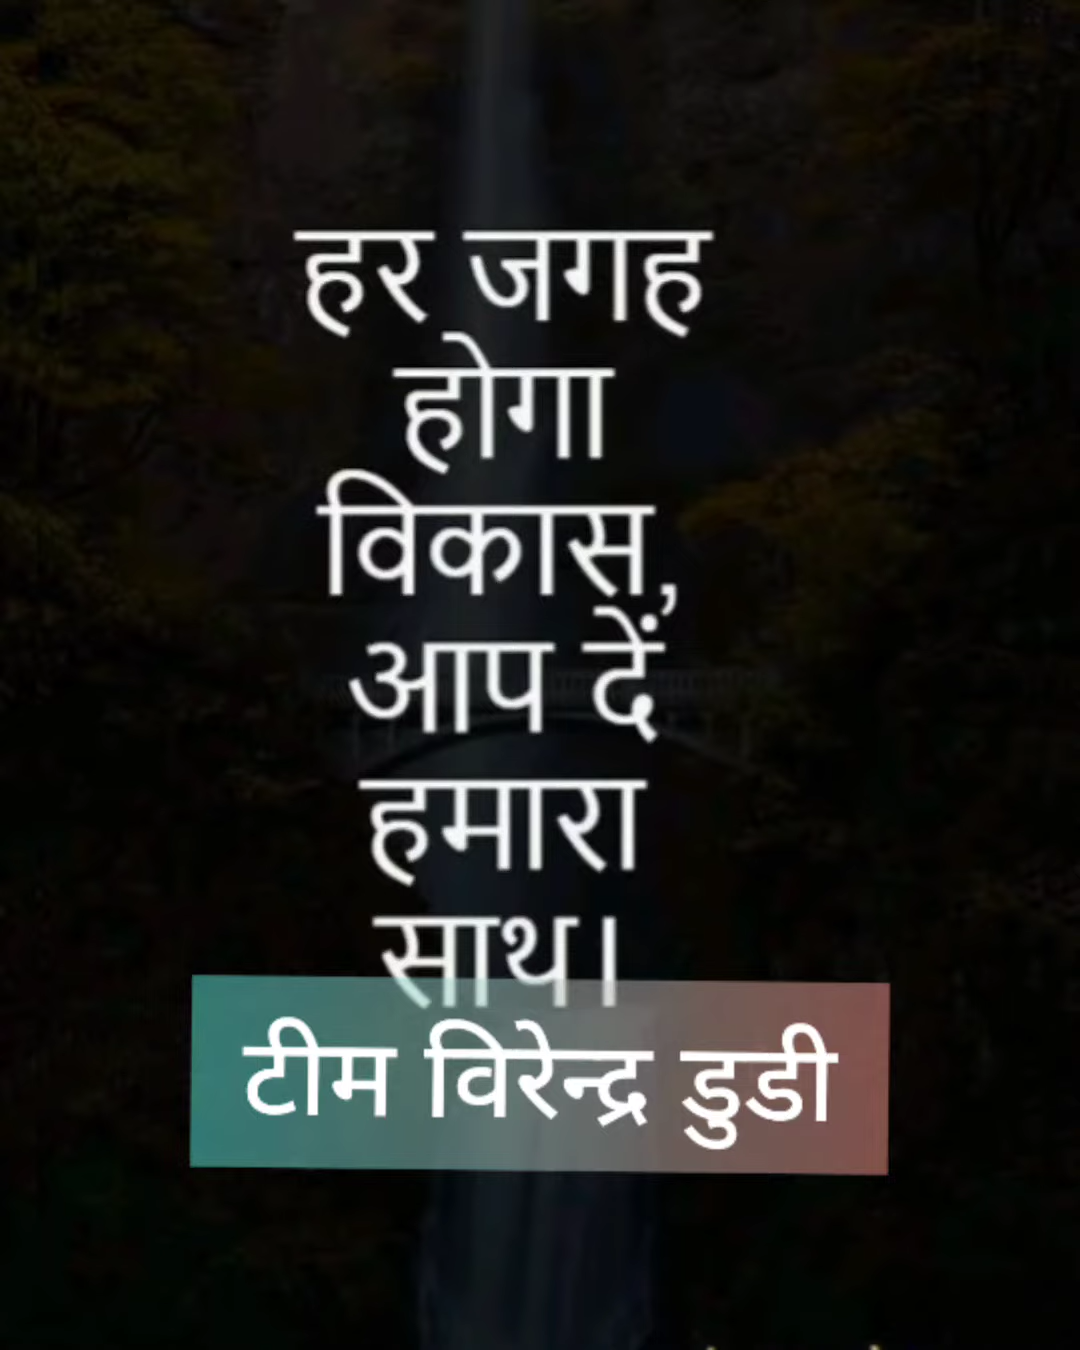 हर जगह
होगा
विकास,
आप दें
हमारा
साथ।
टीम विरेन्द्र डुडी